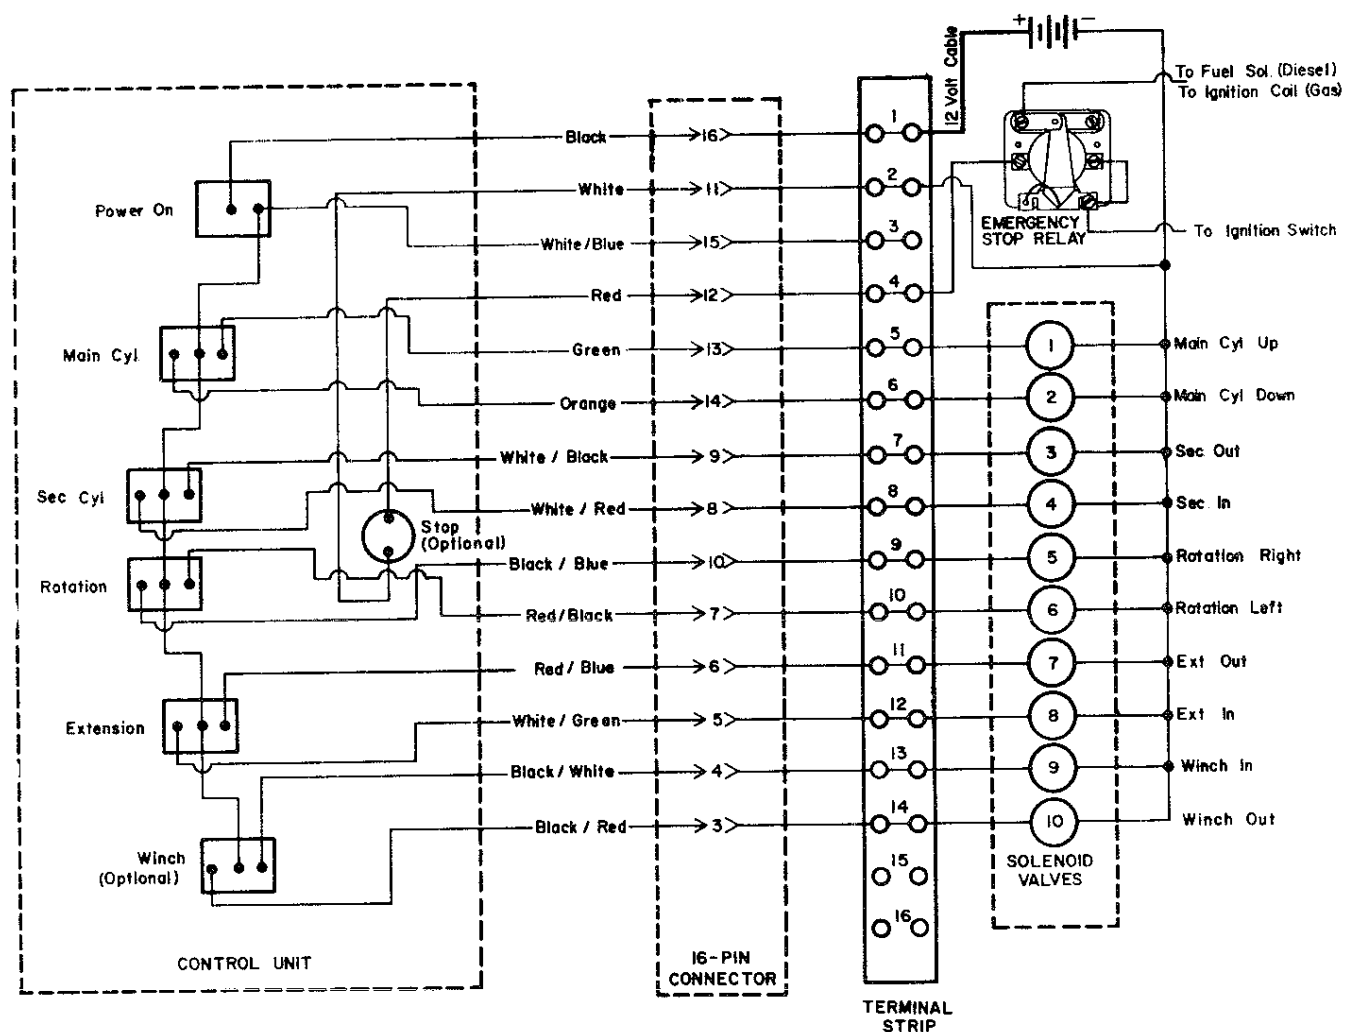 + −
12 Volt Cable
To Fuel Sol. (Diesel)
To Ignition Coil (Gas)
EMERGENCY
STOP RELAY
To Ignition Switch
Power On
Black 16 1
White 11 2
White/Blue 15 3
Red 12 4
Main Cyl
Green 13 5 1 Main Cyl Up
Orange 14 6 2 Main Cyl Down
White / Black 9 7 3 Sec Out
Sec Cyl
White / Red 8 8 4 Sec In
Stop
(Optional)
Black / Blue 10 9 5 Rotation Right
Rotation
Red/Black 7 10 6 Rotation Left
Red / Blue 6 11 7 Ext Out
Extension
White / Green 5 12 8 Ext In
Black / White 4 13 9 Winch In
Black / Red 3 14 10 Winch Out
Winch
(Optional)
15
16
SOLENOID
VALVES
CONTROL UNIT
16-PIN
CONNECTOR
TERMINAL
STRIP